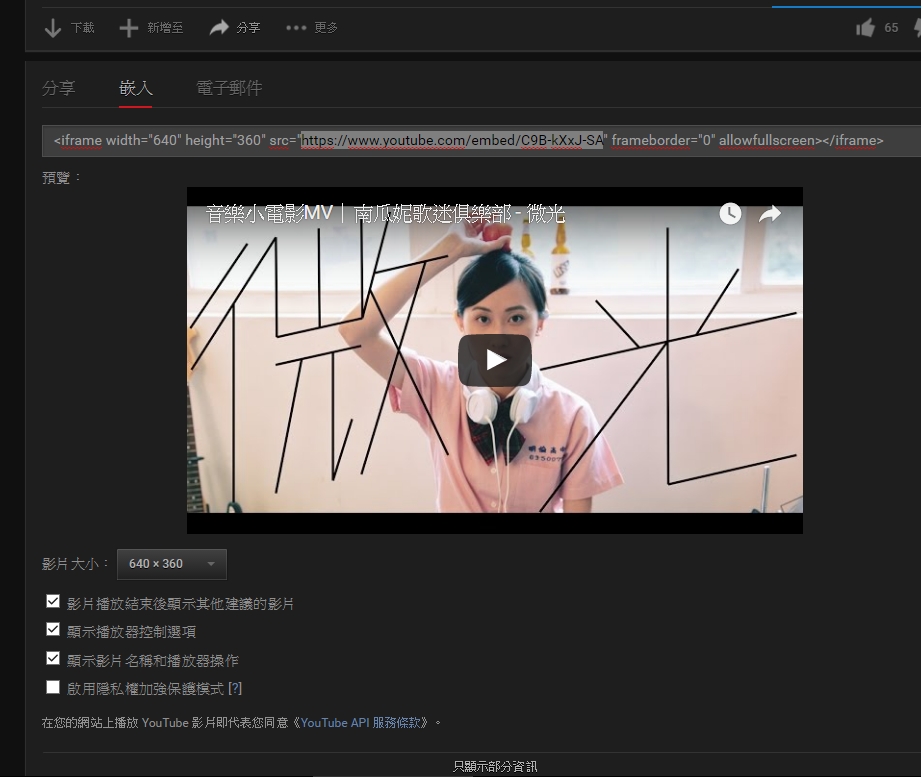 下載 新增至 分享 更多 65
分享 嵌入 電子郵件
<iframe width="640" height="360" src="https://www.youtube.com/embed/C9B-kXxJ-SA" frameborder="0" allowfullscreen></iframe>
預覽：
音樂小電影MV｜南瓜妮歌迷俱樂部 - 微光
微光
影片大小： 640 × 360
影片播放結束後顯示其他建議的影片
顯示播放器控制選項
顯示影片名稱和播放器操作
啟用隱私權加強保護模式 [?]
在您的網站上播放 YouTube 影片即代表您同意《YouTube API 服務條款》。
只顯示部分資訊